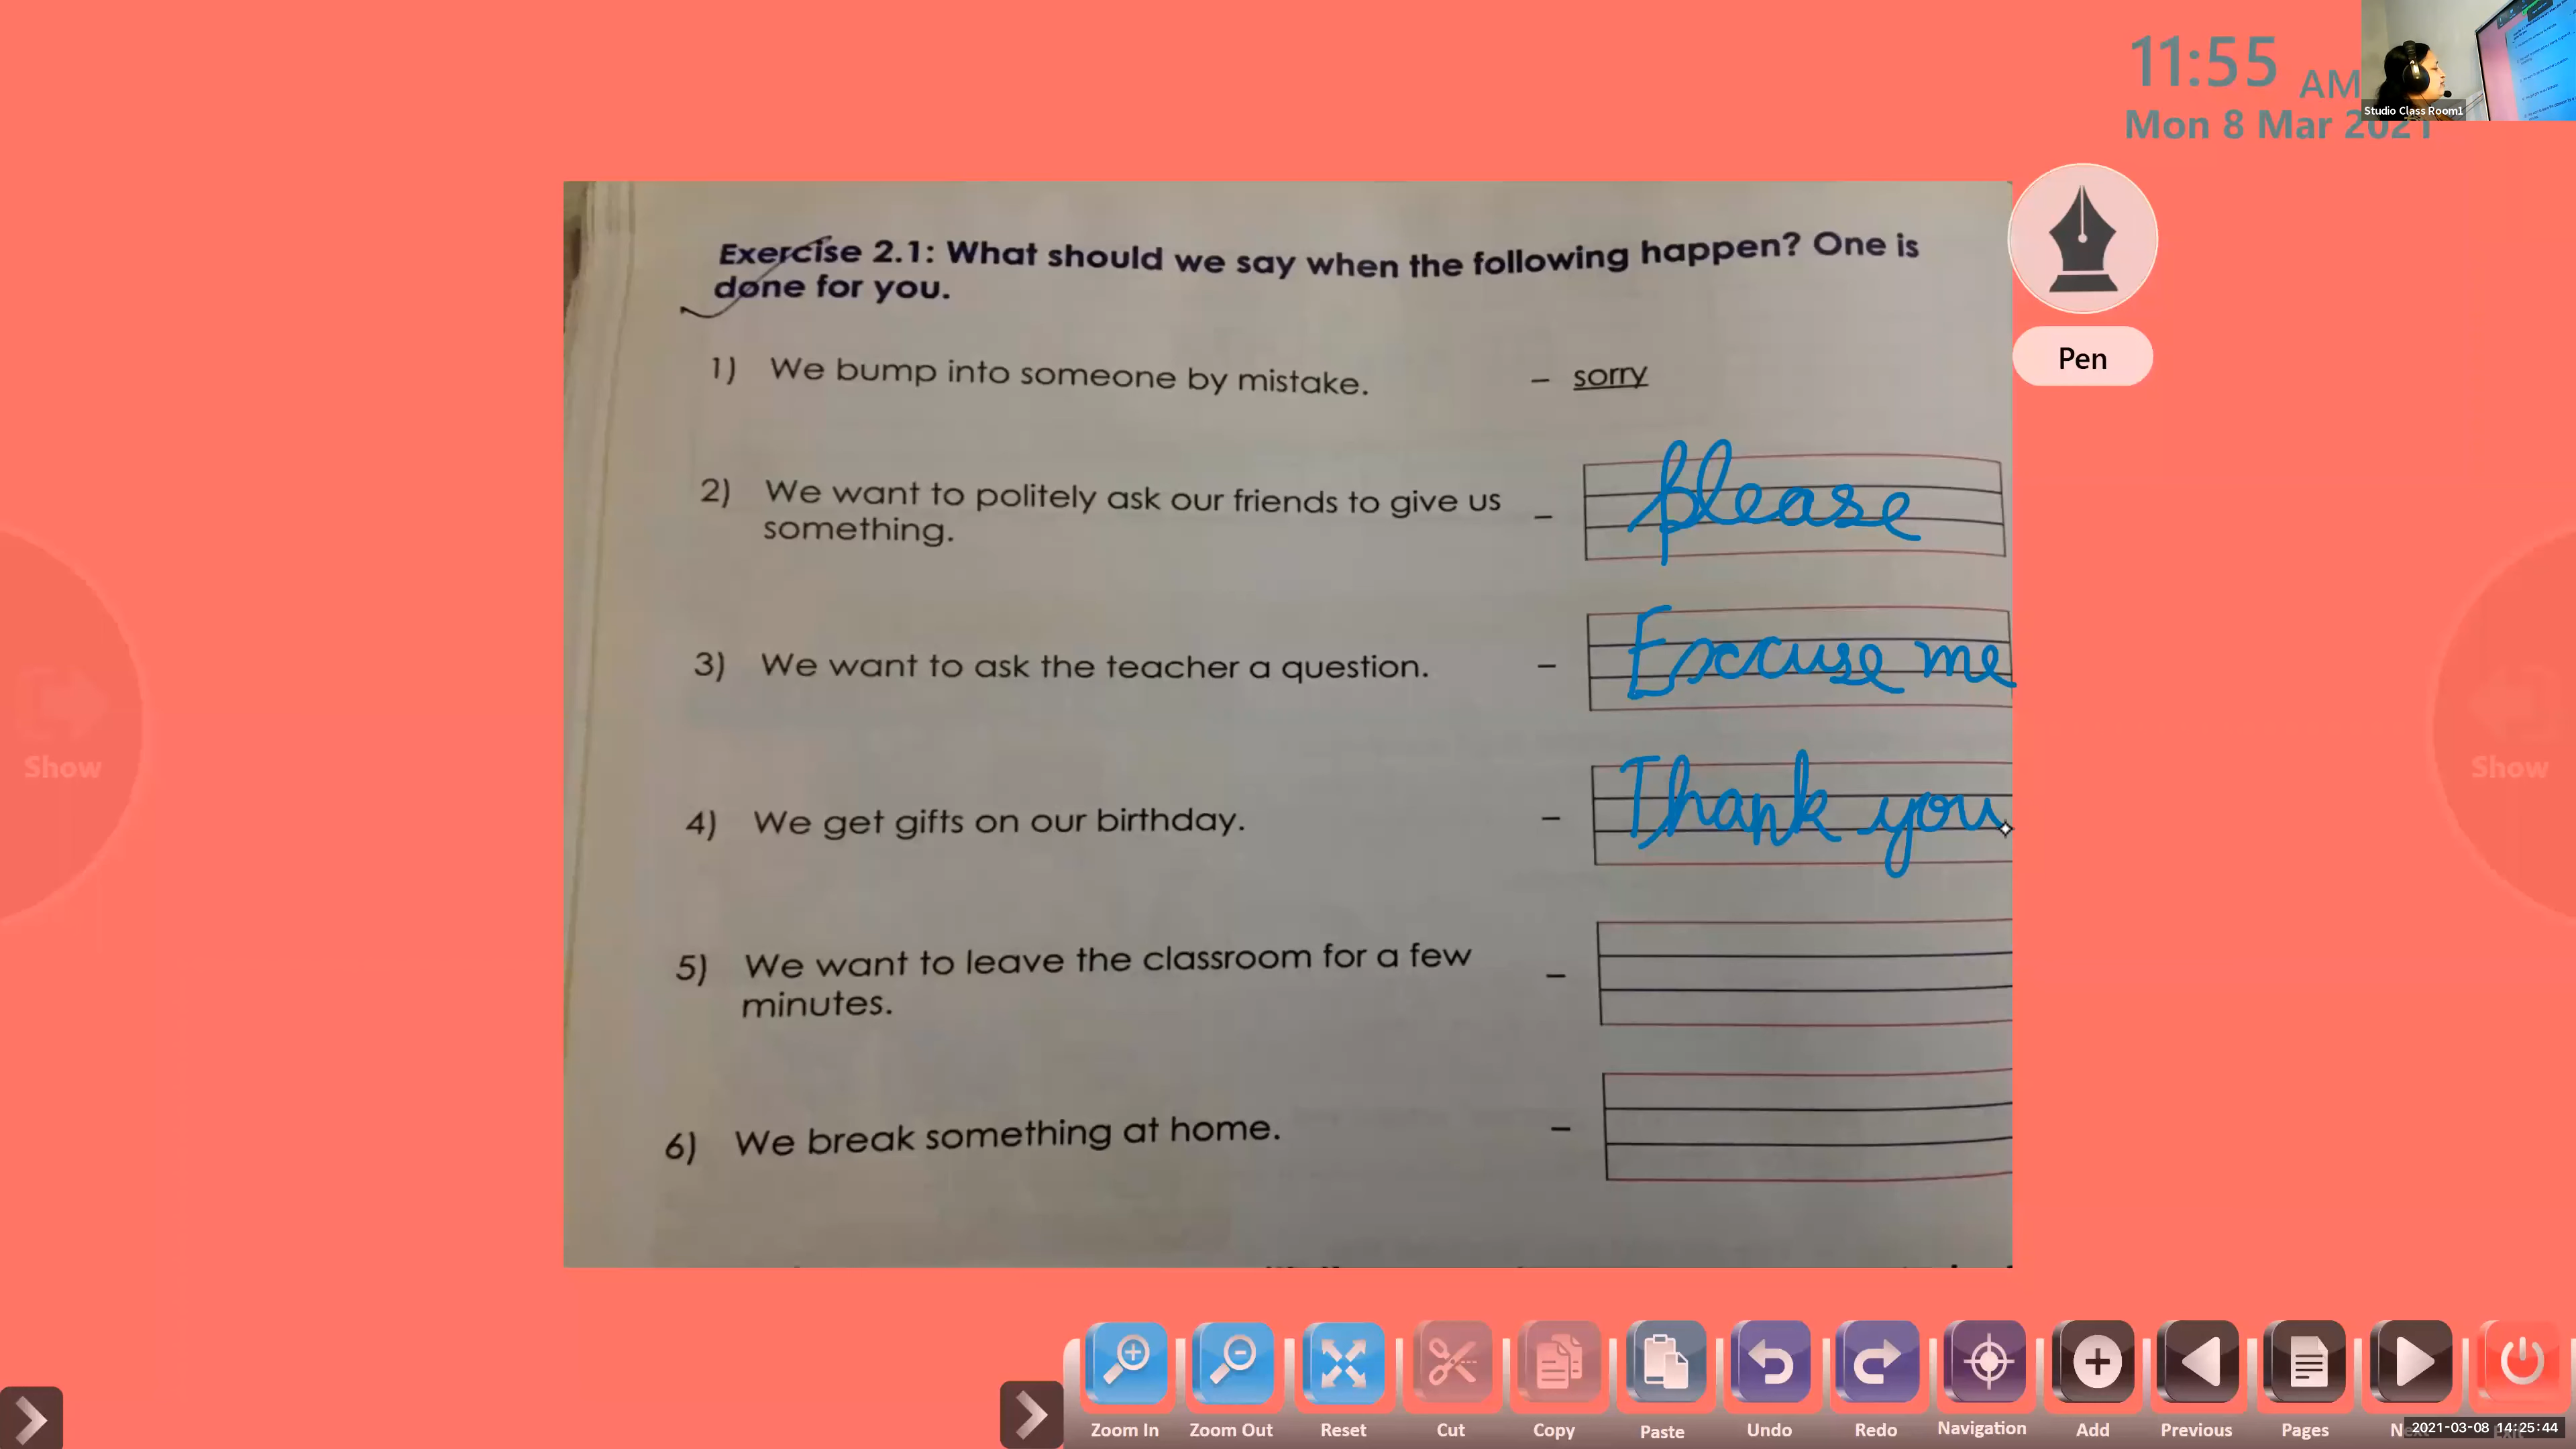 11:55 AM
Mon 8 Mar 2021
Studio Class Room1
Pen
Exercise 2.1: What should we say when the following happen? One is
done for you.
1) We bump into someone by mistake. – sorry
2) We want to politely ask our friends to give us
something. – please
3) We want to ask the teacher a question. – Excuse me
4) We get gifts on our birthday. – Thank you
5) We want to leave the classroom for a few
minutes. –
6) We break something at home. –
Show
Show
Zoom In Zoom Out Reset Cut Copy Paste Undo Redo Navigation Add Previous Pages
2021-03-08 14:25:44